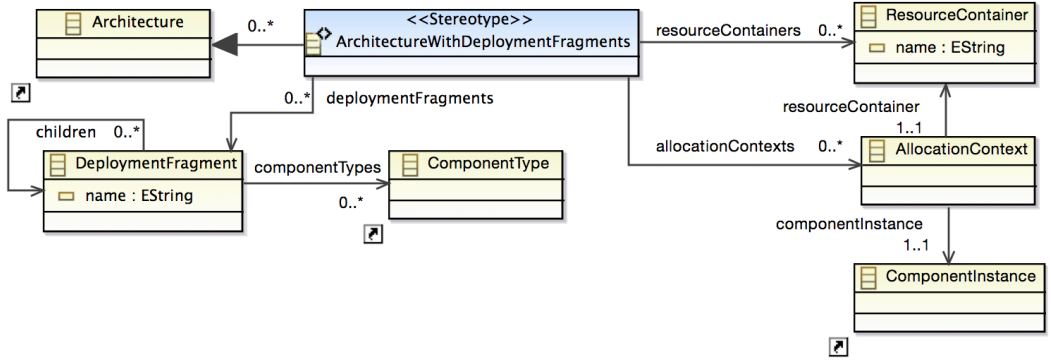 Architecture
0..*
<<Stereotype>>
ArchitectureWithDeploymentFragments
resourceContainers 0..*
ResourceContainer
name : EString
0..* deploymentFragments
resourceContainer
1..1
children 0..*
DeploymentFragment
name : EString
componentTypes
0..*
ComponentType
allocationContexts 0..*
AllocationContext
componentInstance
1..1
ComponentInstance